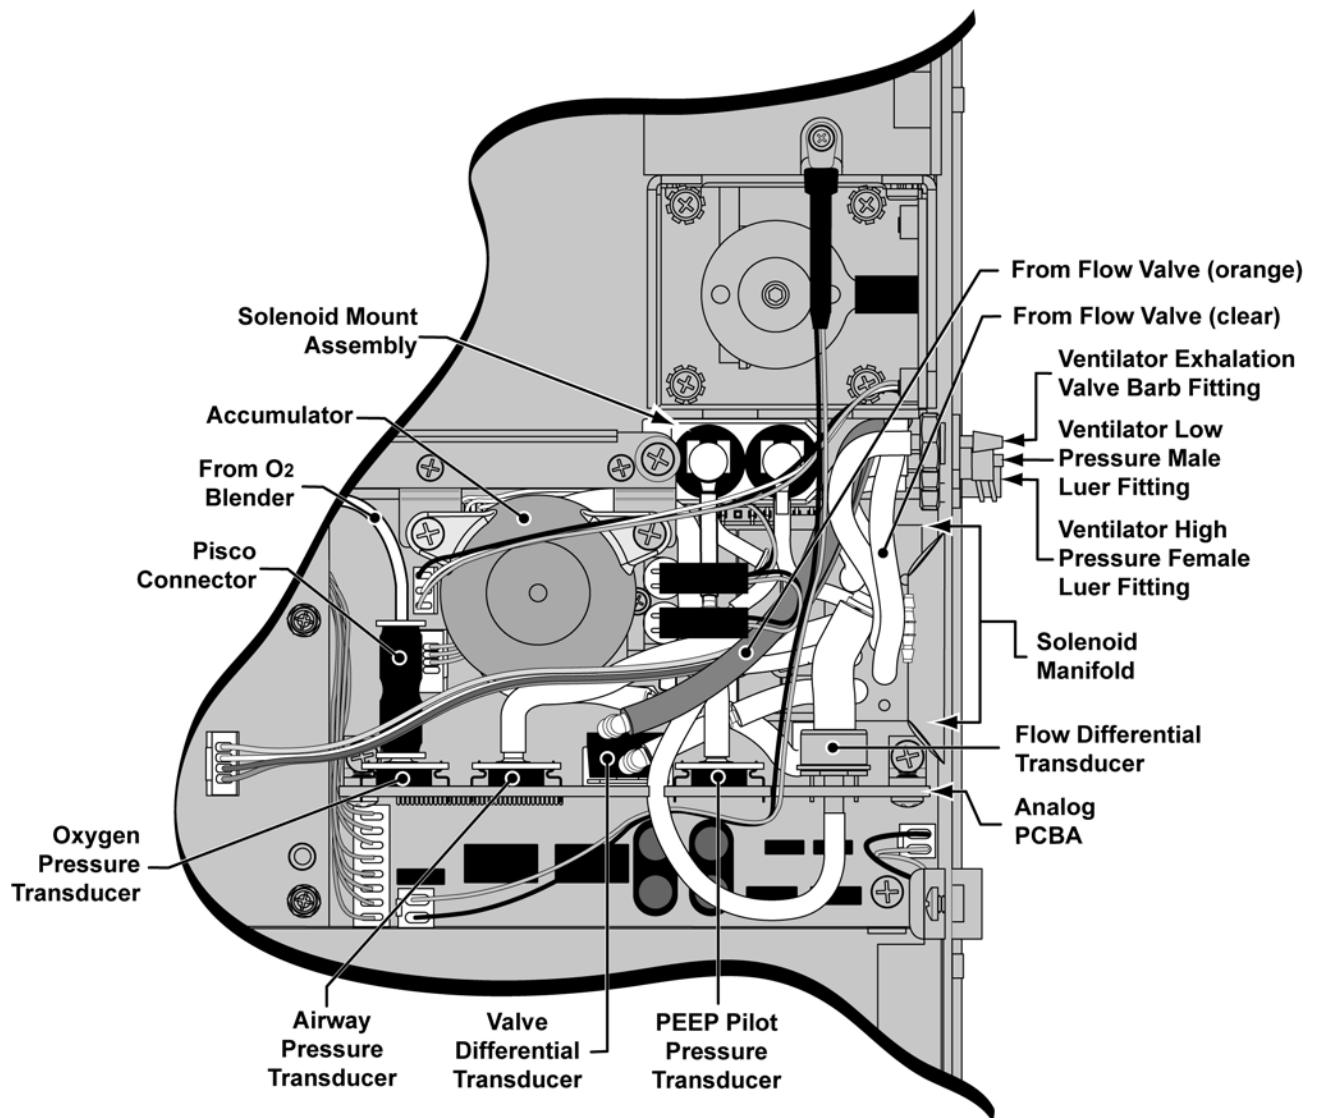 From Flow Valve (orange)
From Flow Valve (clear)
Solenoid Mount
Assembly
Ventilator Exhalation
Valve Barb Fitting
Accumulator
Ventilator Low
Pressure Male
Luer Fitting
From O2
Blender
Ventilator High
Pressure Female
Luer Fitting
Pisco
Connector
Solenoid
Manifold
Flow Differential
Transducer
Analog
PCBA
Oxygen
Pressure
Transducer
Airway
Pressure
Transducer
Valve
Differential
Transducer
PEEP Pilot
Pressure
Transducer